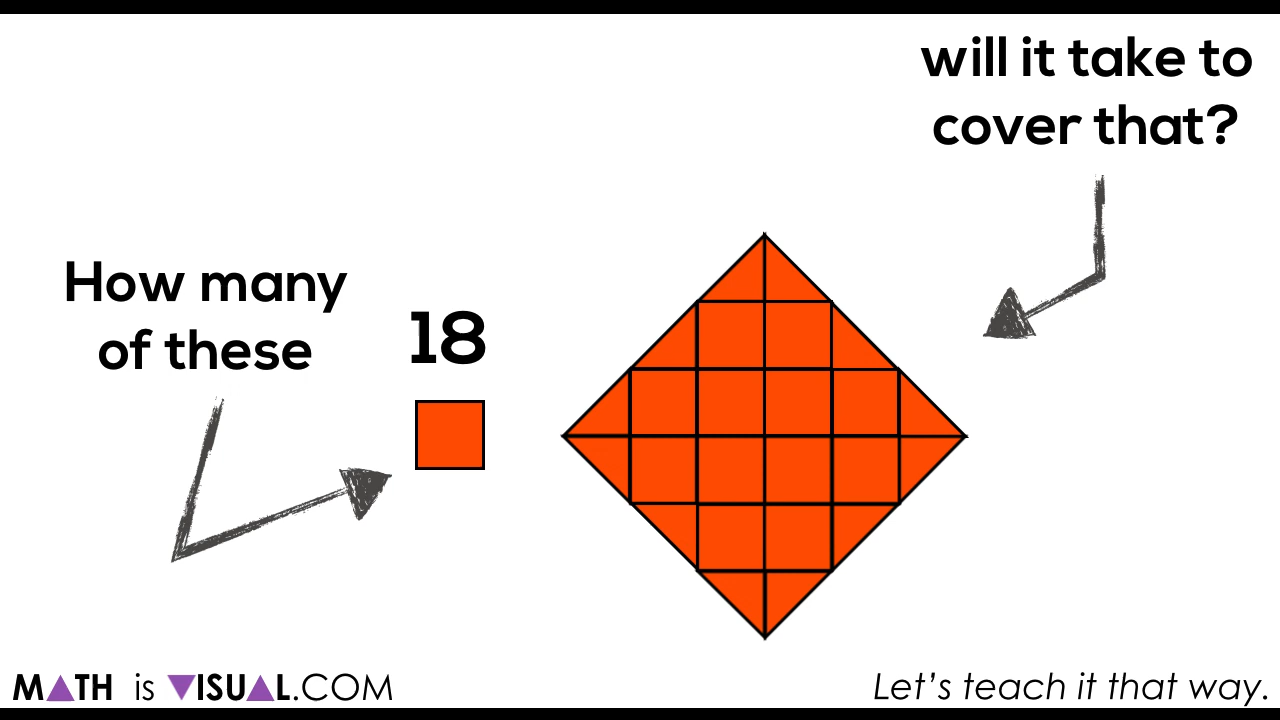 How many
of these
18
will it take to
cover that?
MATH is VISUAL.COM
Let's teach it that way.